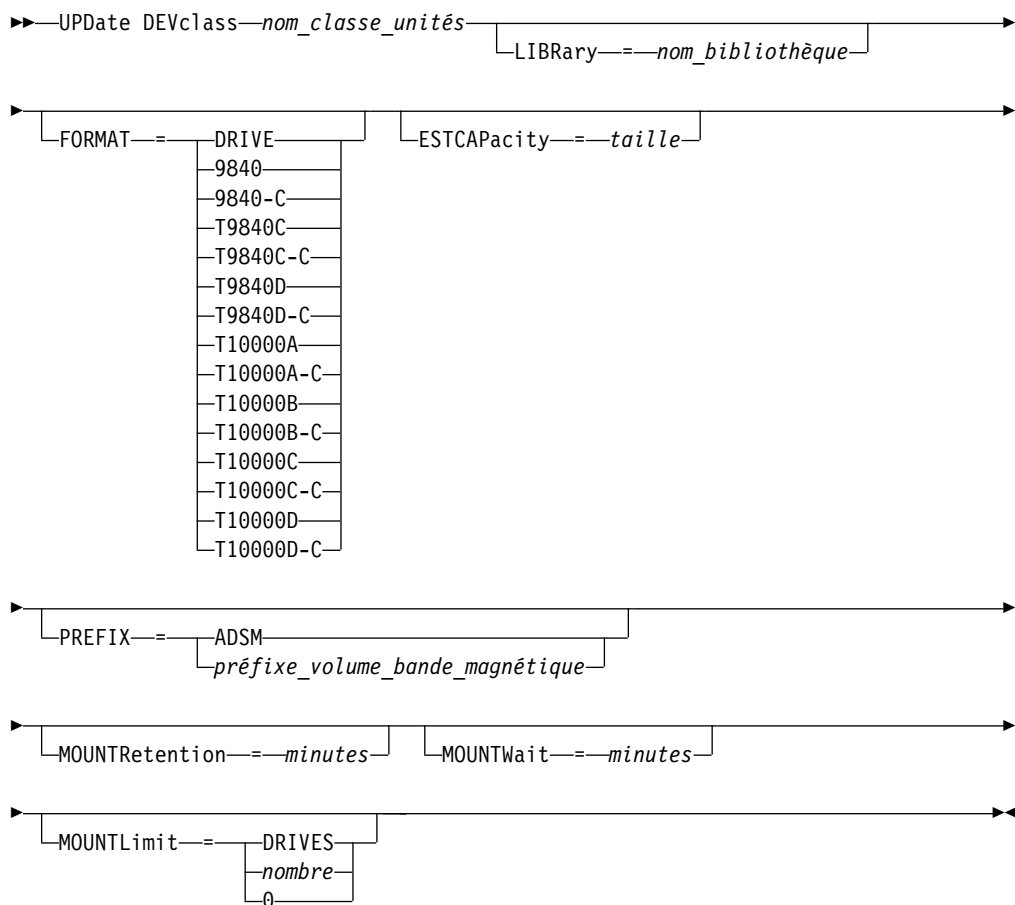 UPDate DEVclass nom_classe_unités
LIBRary = nom_bibliothèque
FORMAT = DRIVE
9840
9840-C
T9840C
T9840C-C
T9840D
T9840D-C
T10000A
T10000A-C
T10000B
T10000B-C
T10000C
T10000C-C
T10000D
T10000D-C
ESTCAPacity = taille
PREFIX = ADSM
préfixe_volume_bande_magnétique
MOUNTRetention = minutes
MOUNTWait = minutes
MOUNTLimit = DRIVES
nombre
0